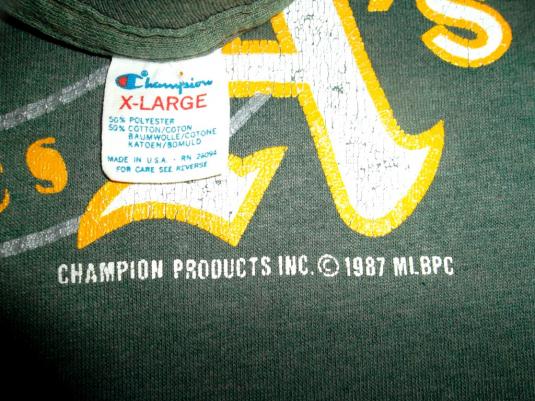 A's
Champion
X-LARGE
50% POLYESTER
50% COTTON/COTON
BAUMWOLLE/COTONE
KATOEN/BOMULD
MADE IN U.S.A. - RN 26094
FOR CARE SEE REVERSE
CS
CHAMPION PRODUCTS INC. © 1987 MLBPC